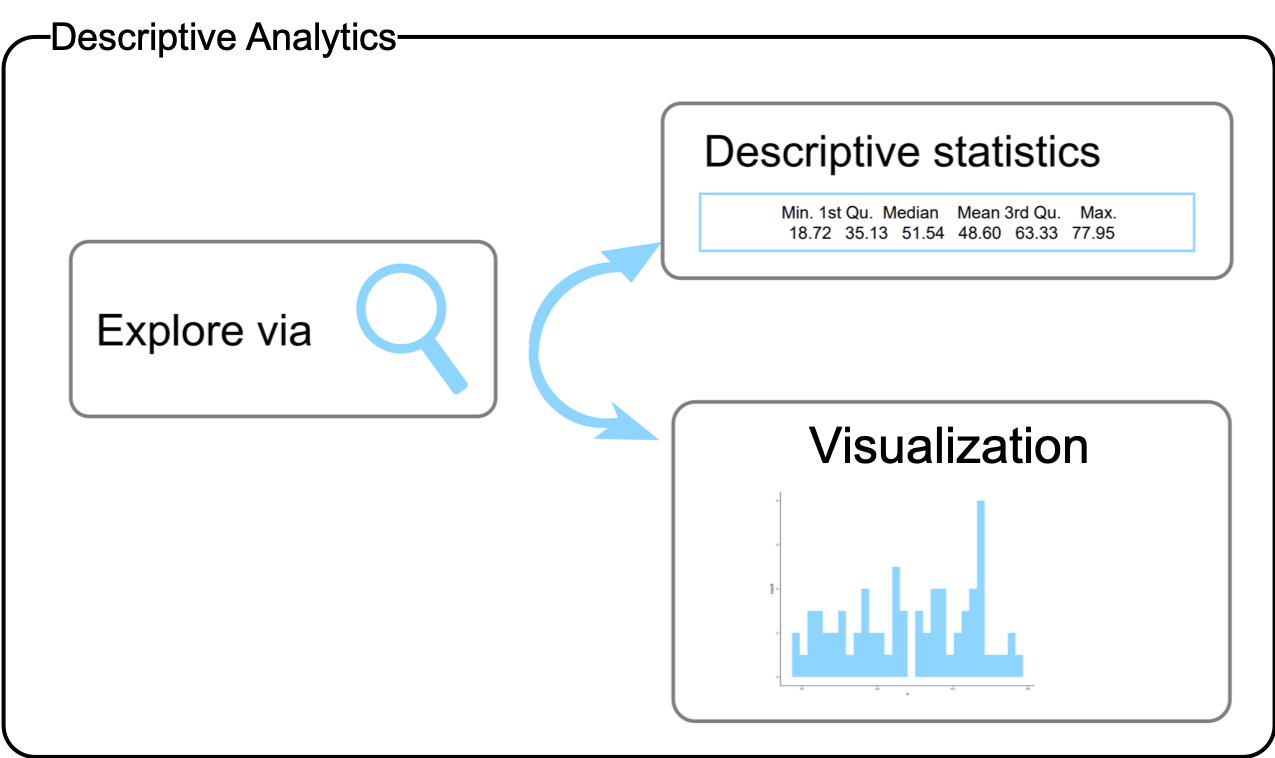 Descriptive Analytics
Explore via
Descriptive statistics
Min. 1st Qu. Median Mean 3rd Qu. Max.
18.72 35.13 51.54 48.60 63.33 77.95
Visualization
count